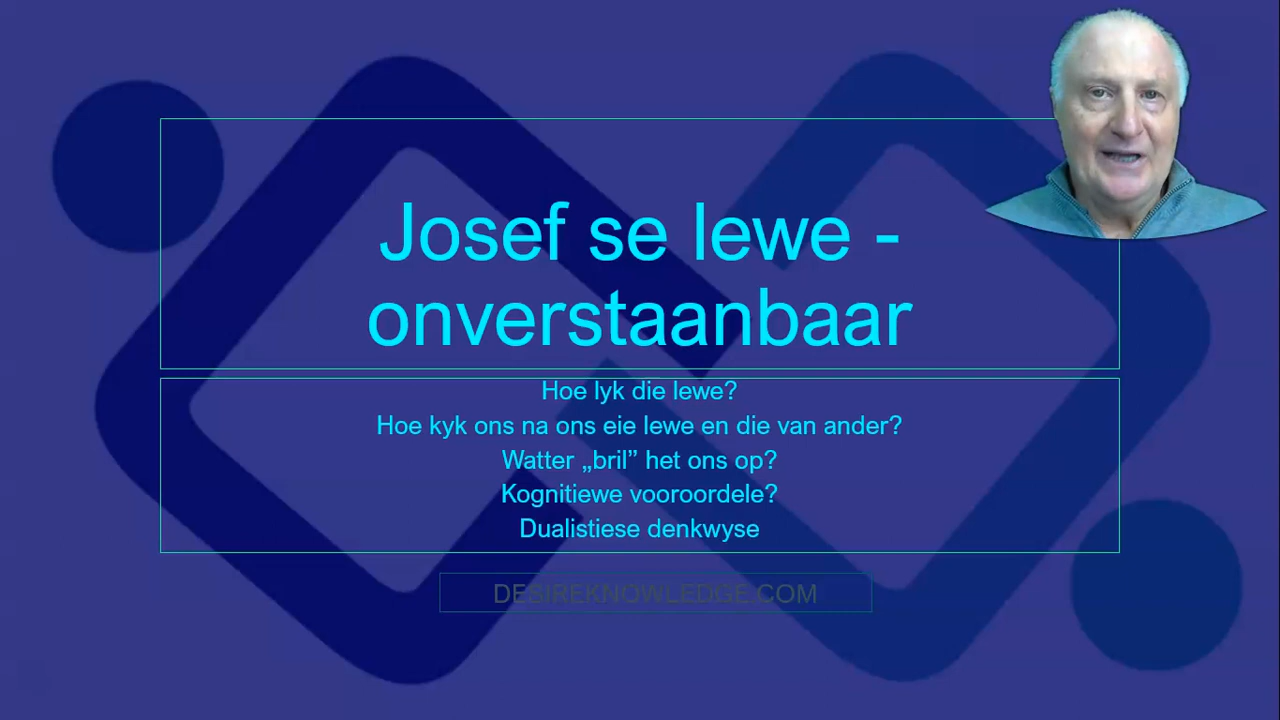 Josef se lewe -
onverstaanbaar
Hoe lyk die lewe?
Hoe kyk ons na ons eie lewe en die van ander?
Watter „bril” het ons op?
Kognitiewe vooroordele?
Dualistiese denkwyse
DESIREKNOWLEDGE.COM